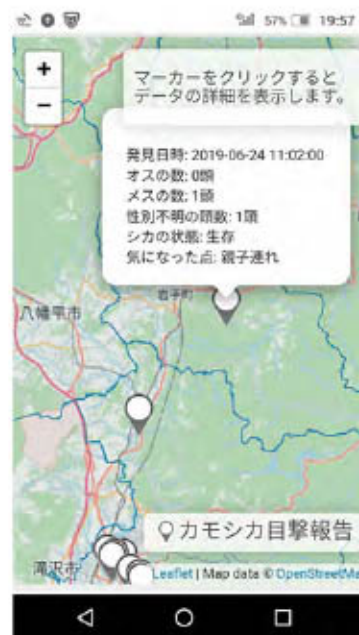 57% 19:57
+
マーカーをクリックすると
データの詳細を表示します。
−
発見日時: 2019-06-24 11:02:00
オスの数: 0頭
メスの数: 1頭
性別不明の頭数: 1頭
シカの状態: 生存
気になった点: 親子連れ
岩手町
八幡平市
カモシカ目撃報告
滝沢市
Leaflet | Map data © OpenStreetMa